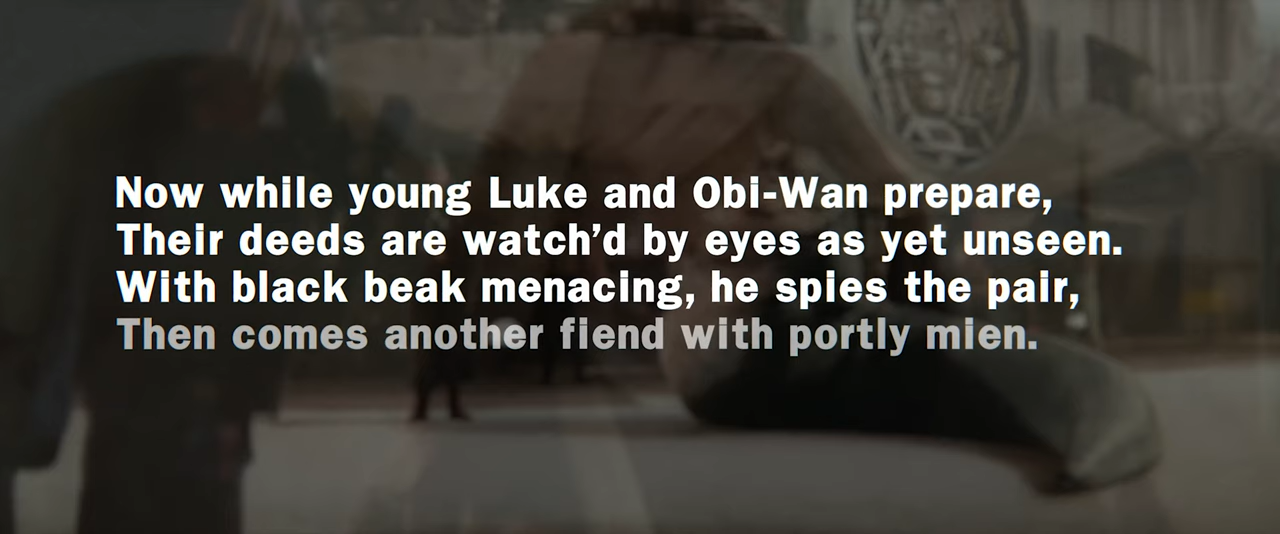 Now while young Luke and Obi-Wan prepare,
Their deeds are watch’d by eyes as yet unseen.
With black beak menacing, he spies the pair,
Then comes another fiend with portly mien.